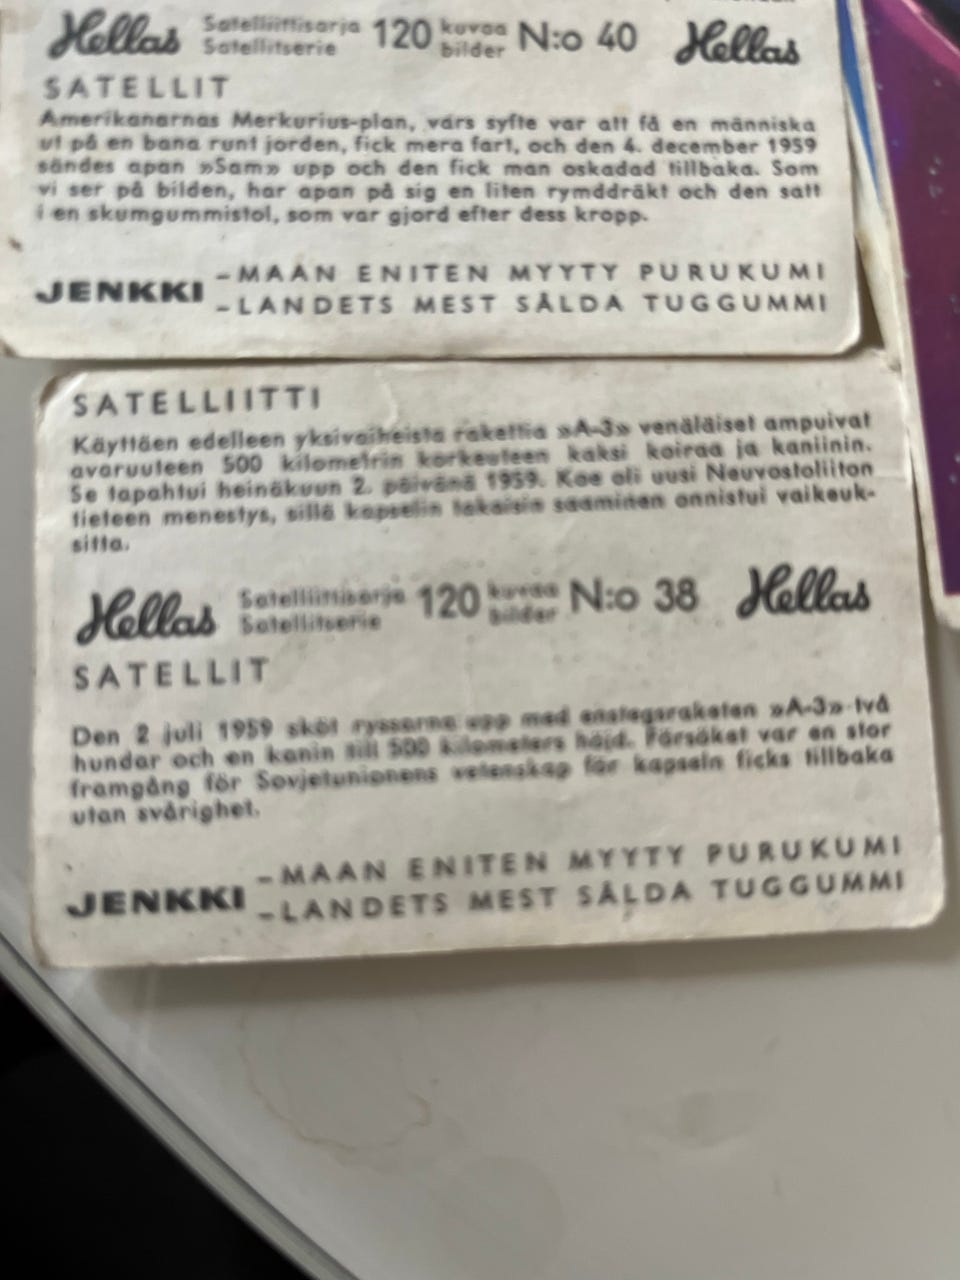 Hellas Satelliittisarja 120 kuvaa N:o 40 Hellas
Satellitserie bilder
SATELLIT
Amerikanarnas Merkurius-plan, vars syfte var att få en människa
ut på en bana runt jorden, fick mera fart, och den 4. december 1959
sändes apan »Sam» upp och den fick man oskadad tillbaka. Som
vi ser på bilden, har apan på sig en liten rymddräkt och den satt
i en skumgummistol, som var gjord efter dess kropp.
JENKKI -MAAN ENITEN MYYTY PURUKUMI
-LANDETS MEST SÅLDA TUGGUMMI
SATELLIITTI
Käyttäen edelleen yksivaiheista rakettia »A-3» venäläiset ampuivat
avaruuteen 500 kilometrin korkeuteen kaksi koiraa ja kaniinin.
Se tapahtui heinäkuun 2. päivänä 1959. Koe oli uusi Neuvostoliiton
tieteen menestys, sillä kapselin takaisin saaminen onnistui vaikeuk-
sitta.
Hellas Satelliittisarja 120 kuvaa N:o 38 Hellas
Satellitserie bilder
SATELLIT
Den 2 juli 1959 sköt ryssarna upp med enstegsraketen »A-3» två
hundar och en kanin till 500 kilometers höjd. Försöket var en stor
framgång för Sovjetunionens vetenskap för kapseln ficks tillbaka
utan svårighet.
JENKKI -MAAN ENITEN MYYTY PURUKUMI
-LANDETS MEST SÅLDA TUGGUMMI